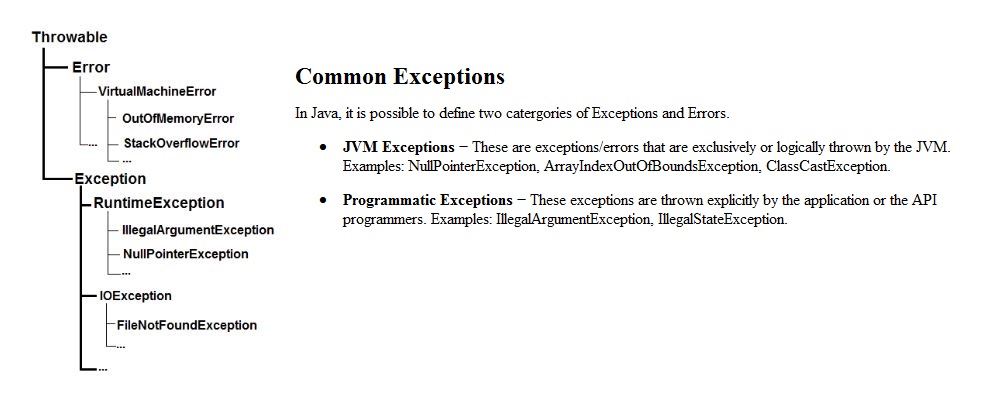 Throwable
Error
VirtualMachineError
OutOfMemoryError
StackOverflowError
...
...
Exception
RuntimeException
IllegalArgumentException
NullPointerException
...
IOException
FileNotFoundException
...
...
Common Exceptions
In Java, it is possible to define two catergories of Exceptions and Errors.
• JVM Exceptions − These are exceptions/errors that are exclusively or logically thrown by the JVM.
Examples: NullPointerException, ArrayIndexOutOfBoundsException, ClassCastException.
• Programmatic Exceptions − These exceptions are thrown explicitly by the application or the API
programmers. Examples: IllegalArgumentException, IllegalStateException.